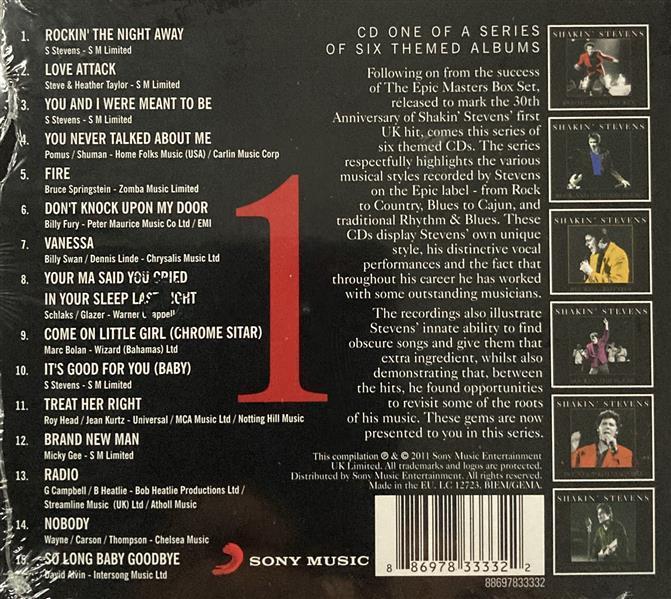 1. ROCKIN' THE NIGHT AWAY
S Stevens - S M Limited
2. LOVE ATTACK
Steve & Heather Taylor - S M Limited
3. YOU AND I WERE MEANT TO BE
S Stevens - S M Limited
4. YOU NEVER TALKED ABOUT ME
Pomus / Shuman - Home Folks Music (USA) / Carlin Music Corp
5. FIRE
Bruce Springstein - Zomba Music Limited
6. DON'T KNOCK UPON MY DOOR
Billy Fury - Peter Maurice Music Co Ltd / EMI
7. VANESSA
Billy Swan / Dennis Linde - Chrysalis Music Ltd
8. YOUR MA SAID YOU CRIED
IN YOUR SLEEP LAST NIGHT
Schlaks / Glazer - Warner Chappell
9. COME ON LITTLE GIRL (CHROME SITAR)
Marc Bolan - Wizard (Bahamas) Ltd
10. IT'S GOOD FOR YOU (BABY)
S Stevens - S M Limited
11. TREAT HER RIGHT
Roy Head / Jean Kurtz - Universal / MCA Music Ltd / Notting Hill Music
12. BRAND NEW MAN
Micky Gee - S M Limited
13. RADIO
G Campbell / B Heatlie - Bob Heatlie Productions Ltd /
Streamline Music (UK) Ltd / Atholl Music
14. NOBODY
Wayne / Carson / Thompson - Chelsea Music
15. SO LONG BABY GOODBYE
David Alvin - Intersong Music Ltd
1
CD ONE OF A SERIES
OF SIX THEMED ALBUMS
Following on from the success
of The Epic Masters Box Set,
released to mark the 30th
Anniversary of Shakin' Stevens' first
UK hit, comes this series of
six themed CDs. The series
respectfully highlights the various
musical styles recorded by Stevens
on the Epic label - from Rock
to Country, Blues to Cajun, and
traditional Rhythm & Blues. These
CDs display Stevens' own unique
style, his distinctive vocal
performances and the fact that
throughout his career he has worked
with some outstanding musicians.
The recordings also illustrate
Stevens' innate ability to find
obscure songs and give them that
extra ingredient, whilst also
demonstrating that, between
the hits, he found opportunities
to revisit some of the roots
of his music. These gems are now
presented to you in this series.
This compilation ℗ & © 2011 Sony Music Entertainment
UK Limited. All trademarks and logos are protected.
Distributed by Sony Music Entertainment. All rights reserved.
Made in the EU. LC 12723. BIEM/GEMA.
SONY MUSIC
8 86978 33332 2
88697833332
SHAKIN' STEVENS
SHAKIN' STEVENS
SHAKIN' STEVENS
SHAKIN' STEVENS
SHAKIN' STEVENS
SHAKIN' STEVENS